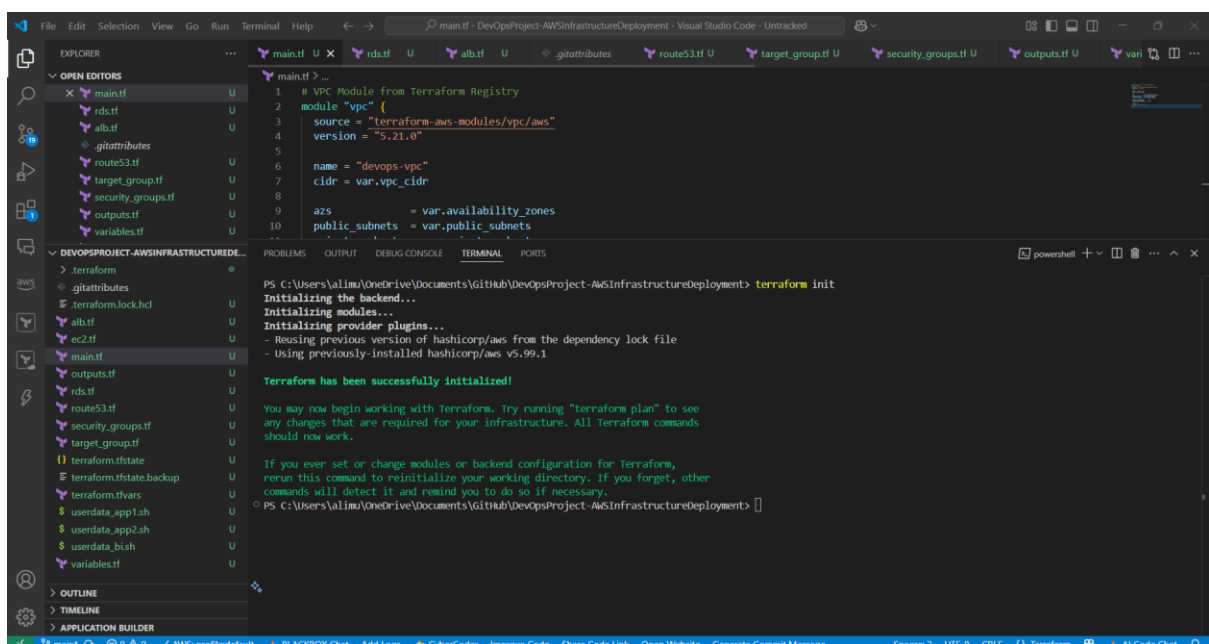 File Edit Selection View Go Run Terminal Help
main.tf - DevOpsProject-AWSInfrastructureDeployment - Visual Studio Code - Untracked
EXPLORER
OPEN EDITORS
main.tf U
rds.tf U
alb.tf U
.gitattributes
route53.tf U
target_group.tf U
security_groups.tf U
outputs.tf U
variables.tf U
DEVOPSPROJECT-AWSINFRASTRUCTUREDE...
.terraform
.gitattributes
.terraform.lock.hcl U
alb.tf U
ec2.tf U
main.tf U
outputs.tf U
rds.tf U
route53.tf U
security_groups.tf U
target_group.tf U
{} terraform.tfstate U
terraform.tfstate.backup U
terraform.tfvars U
$ userdata_app1.sh U
$ userdata_app2.sh U
$ userdata_bi.sh U
variables.tf U
OUTLINE
TIMELINE
APPLICATION BUILDER
19
1
aws
main.tf U rds.tf U alb.tf U .gitattributes route53.tf U target_group.tf U security_groups.tf U outputs.tf U vari
main.tf > ...
1 # VPC Module from Terraform Registry
2 module "vpc" {
3 source = "terraform-aws-modules/vpc/aws"
4 version = "5.21.0"
5
6 name = "devops-vpc"
7 cidr = var.vpc_cidr
8
9 azs = var.availability_zones
10 public_subnets = var.public_subnets
PROBLEMS OUTPUT DEBUG CONSOLE TERMINAL PORTS
powershell
PS C:\Users\alimu\OneDrive\Documents\GitHub\DevOpsProject-AWSInfrastructureDeployment> terraform init
Initializing the backend...
Initializing modules...
Initializing provider plugins...
- Reusing previous version of hashicorp/aws from the dependency lock file
- Using previously-installed hashicorp/aws v5.99.1
Terraform has been successfully initialized!
You may now begin working with Terraform. Try running "terraform plan" to see
any changes that are required for your infrastructure. All Terraform commands
should now work.
If you ever set or change modules or backend configuration for Terraform,
rerun this command to reinitialize your working directory. If you forget, other
commands will detect it and remind you to do so if necessary.
PS C:\Users\alimu\OneDrive\Documents\GitHub\DevOpsProject-AWSInfrastructureDeployment>